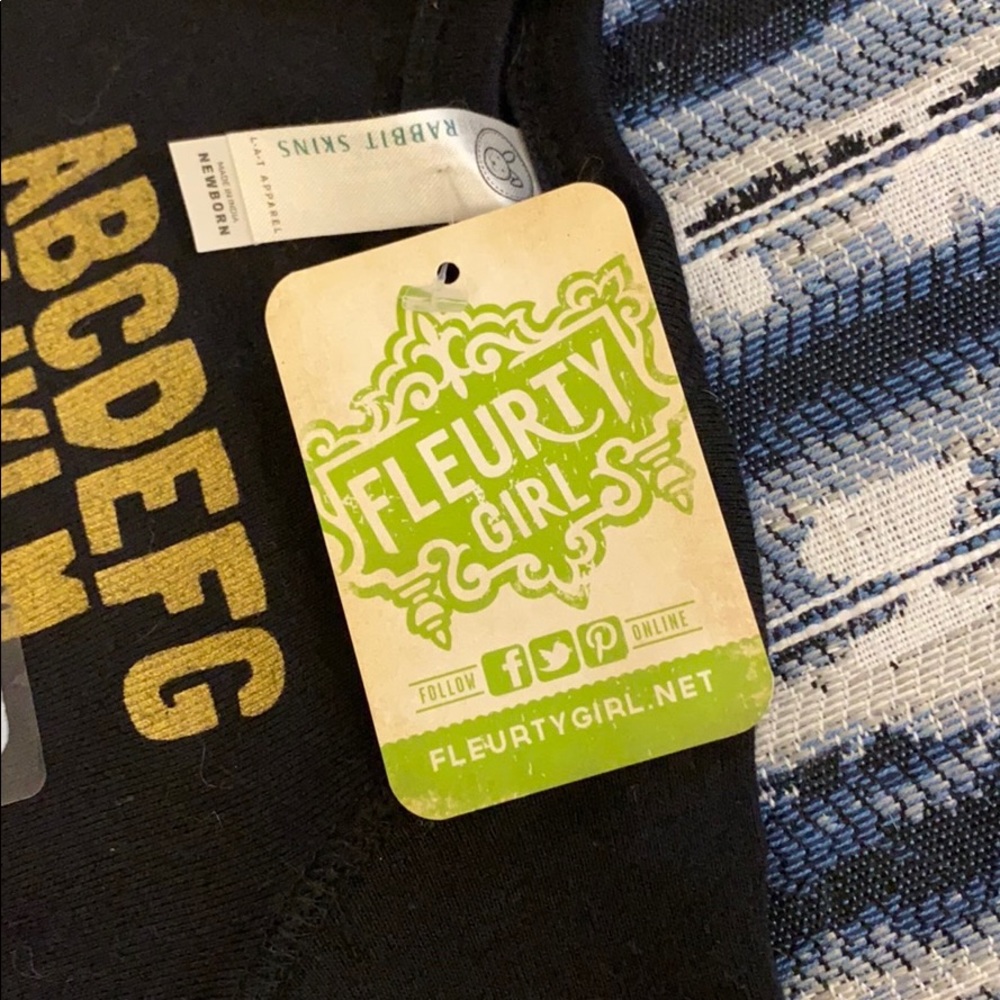 RABBIT SKINS
L·A·T APPAREL
MADE IN INDIA
NEWBORN
ABCDEFG
FLEURTY
GIRL
FOLLOW f ONLINE
FLEURTYGIRL.NET